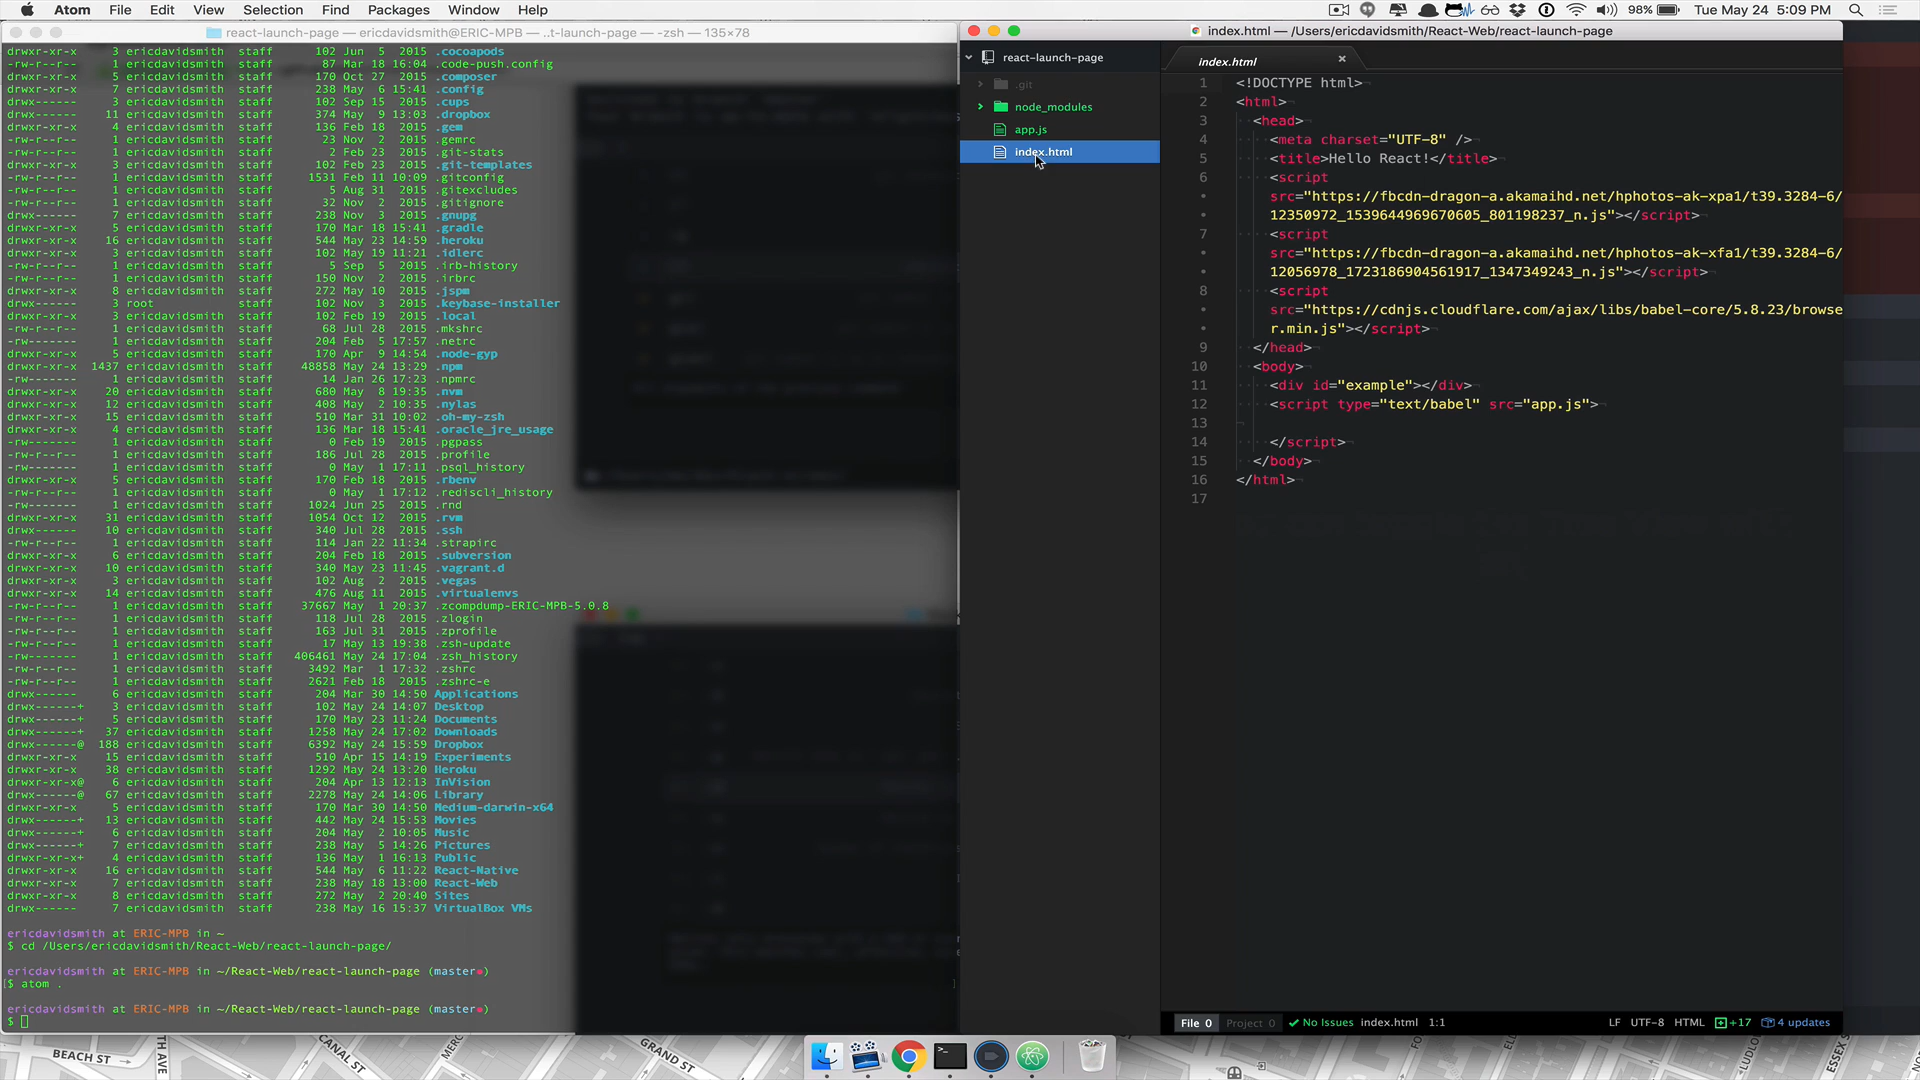 Atom File Edit View Selection Find Packages Window Help
98% Tue May 24 5:09 PM
react-launch-page — ericdavidsmith@ERIC-MPB — ..t-launch-page — -zsh — 135×78
drwxr-xr-x 3 ericdavidsmith staff 102 Jun 5 2015 .cocoapods
-rw-r--r-- 1 ericdavidsmith staff 87 Mar 18 16:04 .code-push.config
drwxr-xr-x 5 ericdavidsmith staff 170 Oct 27 2015 .composer
drwxr-xr-x 7 ericdavidsmith staff 238 May 6 15:41 .config
drwx------ 3 ericdavidsmith staff 102 Sep 15 2015 .cups
drwx------ 11 ericdavidsmith staff 374 May 9 13:03 .dropbox
drwxr-xr-x 4 ericdavidsmith staff 136 Feb 18 2015 .gem
-rw-r--r-- 1 ericdavidsmith staff 23 Nov 2 2015 .gemrc
-rw-r--r-- 1 ericdavidsmith staff 2 Feb 23 2015 .git-stats
drwxr-xr-x 3 ericdavidsmith staff 102 Feb 23 2015 .git-templates
-rw-r--r-- 1 ericdavidsmith staff 1531 Feb 11 10:09 .gitconfig
-rw-r--r-- 1 ericdavidsmith staff 5 Aug 31 2015 .gitexcludes
-rw-r--r-- 1 ericdavidsmith staff 32 Nov 2 2015 .gitignore
drwx------ 7 ericdavidsmith staff 238 Nov 3 2015 .gnupg
drwxr-xr-x 5 ericdavidsmith staff 170 Mar 18 15:41 .gradle
drwxr-xr-x 16 ericdavidsmith staff 544 May 23 14:59 .heroku
drwxr-xr-x 3 ericdavidsmith staff 102 May 19 11:21 .idlerc
-rw-r--r-- 1 ericdavidsmith staff 5 Sep 5 2015 .irb-history
-rw-r--r-- 1 ericdavidsmith staff 150 Nov 2 2015 .irbrc
drwxr-xr-x 8 ericdavidsmith staff 272 May 10 2015 .jspm
drwx------ 3 root staff 102 Nov 3 2015 .keybase-installer
drwxr-xr-x 3 ericdavidsmith staff 102 Feb 19 2015 .local
-rw-r--r-- 1 ericdavidsmith staff 68 Jul 28 2015 .mkshrc
-rw------- 1 ericdavidsmith staff 204 Feb 5 17:57 .netrc
drwxr-xr-x 5 ericdavidsmith staff 170 Apr 9 14:54 .node-gyp
drwxr-xr-x 1437 ericdavidsmith staff 48858 May 24 13:29 .npm
-rw------- 1 ericdavidsmith staff 14 Jan 26 17:23 .npmrc
drwxr-xr-x 20 ericdavidsmith staff 680 May 8 19:35 .nvm
drwxr-xr-x 12 ericdavidsmith staff 408 May 2 10:35 .nylas
drwxr-xr-x 15 ericdavidsmith staff 510 Mar 31 10:02 .oh-my-zsh
drwxr-xr-x 4 ericdavidsmith staff 136 Mar 18 15:41 .oracle_jre_usage
-rw------- 1 ericdavidsmith staff 0 Feb 19 2015 .pgpass
-rw-r--r-- 1 ericdavidsmith staff 186 Jul 28 2015 .profile
-rw------- 1 ericdavidsmith staff 0 May 1 17:11 .psql_history
drwxr-xr-x 5 ericdavidsmith staff 170 Feb 18 2015 .rbenv
-rw-r--r-- 1 ericdavidsmith staff 0 May 1 17:12 .rediscli_history
-rw------- 1 ericdavidsmith staff 1024 Jun 25 2015 .rnd
drwxr-xr-x 31 ericdavidsmith staff 1054 Oct 12 2015 .rvm
drwx------ 10 ericdavidsmith staff 340 Jul 28 2015 .ssh
-rw-r--r-- 1 ericdavidsmith staff 114 Jan 22 11:34 .strapirc
drwxr-xr-x 6 ericdavidsmith staff 204 Feb 18 2015 .subversion
drwxr-xr-x 10 ericdavidsmith staff 340 May 23 11:45 .vagrant.d
drwxr-xr-x 3 ericdavidsmith staff 102 Aug 2 2015 .vegas
drwxr-xr-x 14 ericdavidsmith staff 476 Aug 11 2015 .virtualenvs
-rw-r--r-- 1 ericdavidsmith staff 37667 May 1 20:37 .zcompdump-ERIC-MPB-5.0.8
-rw-r--r-- 1 ericdavidsmith staff 118 Jul 28 2015 .zlogin
-rw-r--r-- 1 ericdavidsmith staff 163 Jul 31 2015 .zprofile
-rw-r--r-- 1 ericdavidsmith staff 17 May 13 19:38 .zsh-update
-rw------- 1 ericdavidsmith staff 406461 May 24 17:04 .zsh_history
-rw-r--r-- 1 ericdavidsmith staff 3492 Mar 1 17:32 .zshrc
-rw-r--r-- 1 ericdavidsmith staff 2621 Feb 18 2015 .zshrc-e
drwx------ 6 ericdavidsmith staff 204 Mar 30 14:50 Applications
drwx------+ 3 ericdavidsmith staff 102 May 24 14:07 Desktop
drwx------+ 5 ericdavidsmith staff 170 May 23 11:24 Documents
drwx------+ 37 ericdavidsmith staff 1258 May 24 17:02 Downloads
drwx------@ 188 ericdavidsmith staff 6392 May 24 15:59 Dropbox
drwxr-xr-x 15 ericdavidsmith staff 510 Apr 15 14:19 Experiments
drwxr-xr-x 38 ericdavidsmith staff 1292 May 24 13:20 Heroku
drwxr-xr-x@ 6 ericdavidsmith staff 204 Apr 13 12:13 InVision
drwx------@ 67 ericdavidsmith staff 2278 May 24 14:06 Library
drwxr-xr-x 5 ericdavidsmith staff 170 Mar 30 14:50 Medium-darwin-x64
drwx------+ 13 ericdavidsmith staff 442 May 24 15:53 Movies
drwx------+ 6 ericdavidsmith staff 204 May 2 10:05 Music
drwx------+ 7 ericdavidsmith staff 238 May 5 14:26 Pictures
drwxr-xr-x+ 4 ericdavidsmith staff 136 May 1 16:13 Public
drwxr-xr-x 16 ericdavidsmith staff 544 May 6 11:22 React-Native
drwxr-xr-x 7 ericdavidsmith staff 238 May 18 13:00 React-Web
drwxr-xr-x 8 ericdavidsmith staff 272 May 2 20:40 Sites
drwx------ 7 ericdavidsmith staff 238 May 16 15:37 VirtualBox VMs
ericdavidsmith at ERIC-MPB in ~
$ cd /Users/ericdavidsmith/React-Web/react-launch-page/
ericdavidsmith at ERIC-MPB in ~/React-Web/react-launch-page (master●)
[$ atom .
ericdavidsmith at ERIC-MPB in ~/React-Web/react-launch-page (master●)
$
index.html — /Users/ericdavidsmith/React-Web/react-launch-page
react-launch-page
.git
node_modules
app.js
index.html
index.html ×
1 <!DOCTYPE html>
2 <html>
3 <head>
4 <meta charset="UTF-8" />
5 <title>Hello React!</title>
6 <script
src="https://fbcdn-dragon-a.akamaihd.net/hphotos-ak-xpa1/t39.3284-6/
12350972_1539644969670605_801198237_n.js"></script>
7 <script
src="https://fbcdn-dragon-a.akamaihd.net/hphotos-ak-xfa1/t39.3284-6/
12056978_1723186904561917_1347349243_n.js"></script>
8 <script
src="https://cdnjs.cloudflare.com/ajax/libs/babel-core/5.8.23/browse
r.min.js"></script>
9 </head>
10 <body>
11 <div id="example"></div>
12 <script type="text/babel" src="app.js">
13
14 </script>
15 </body>
16 </html>
17
File 0 Project 0 No Issues index.html 1:1
LF UTF-8 HTML +17 4 updates
BEACH ST
CANAL ST
GRAND ST
ESSEX S